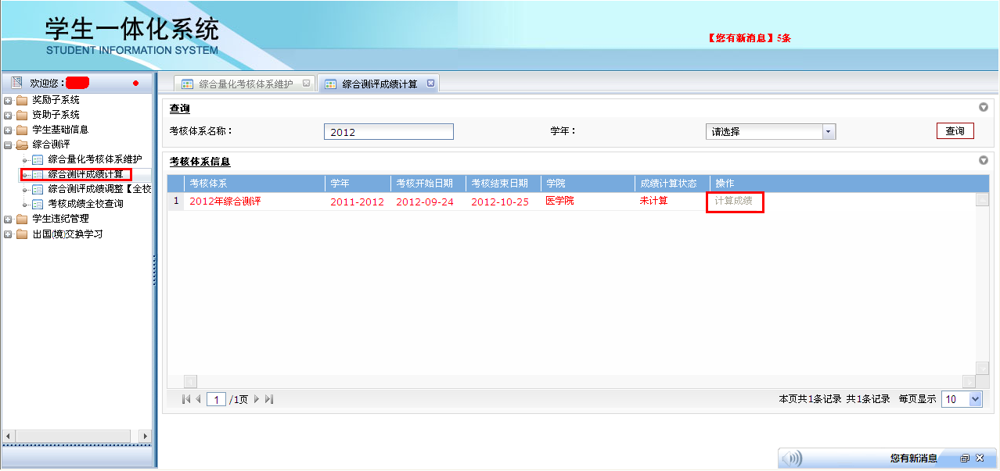 学生一体化系统
STUDENT INFORMATION SYSTEM
【您有新消息】5条
欢迎您：
奖励子系统
资助子系统
学生基础信息
综合测评
综合量化考核体系维护
综合测评成绩计算
综合测评成绩调整【全校
考核成绩全校查询
学生违纪管理
出国(境)交换学习
综合量化考核体系维护 综合测评成绩计算
查询
考核体系名称： 2012 学年： 请选择 查询
考核体系信息
考核体系 学年 考核开始日期 考核结束日期 学院 成绩计算状态 操作
1 2012年综合测评 2011-2012 2012-09-24 2012-10-25 医学院 未计算 计算成绩
1 /1页 本页共1条记录 共1条记录 每页显示 10
您有新消息